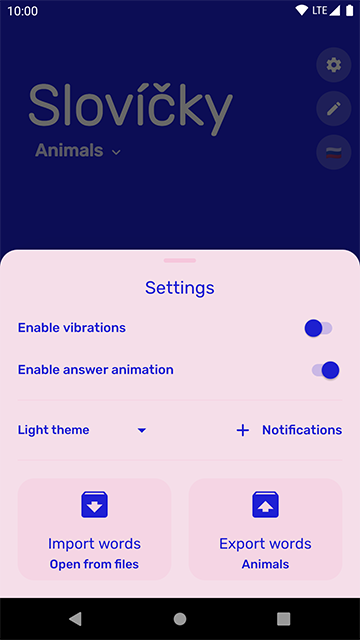 10:00
LTE
Slovíčky
Animals
Settings
Enable vibrations
Enable answer animation
Light theme
Notifications
Import words
Open from files
Export words
Animals